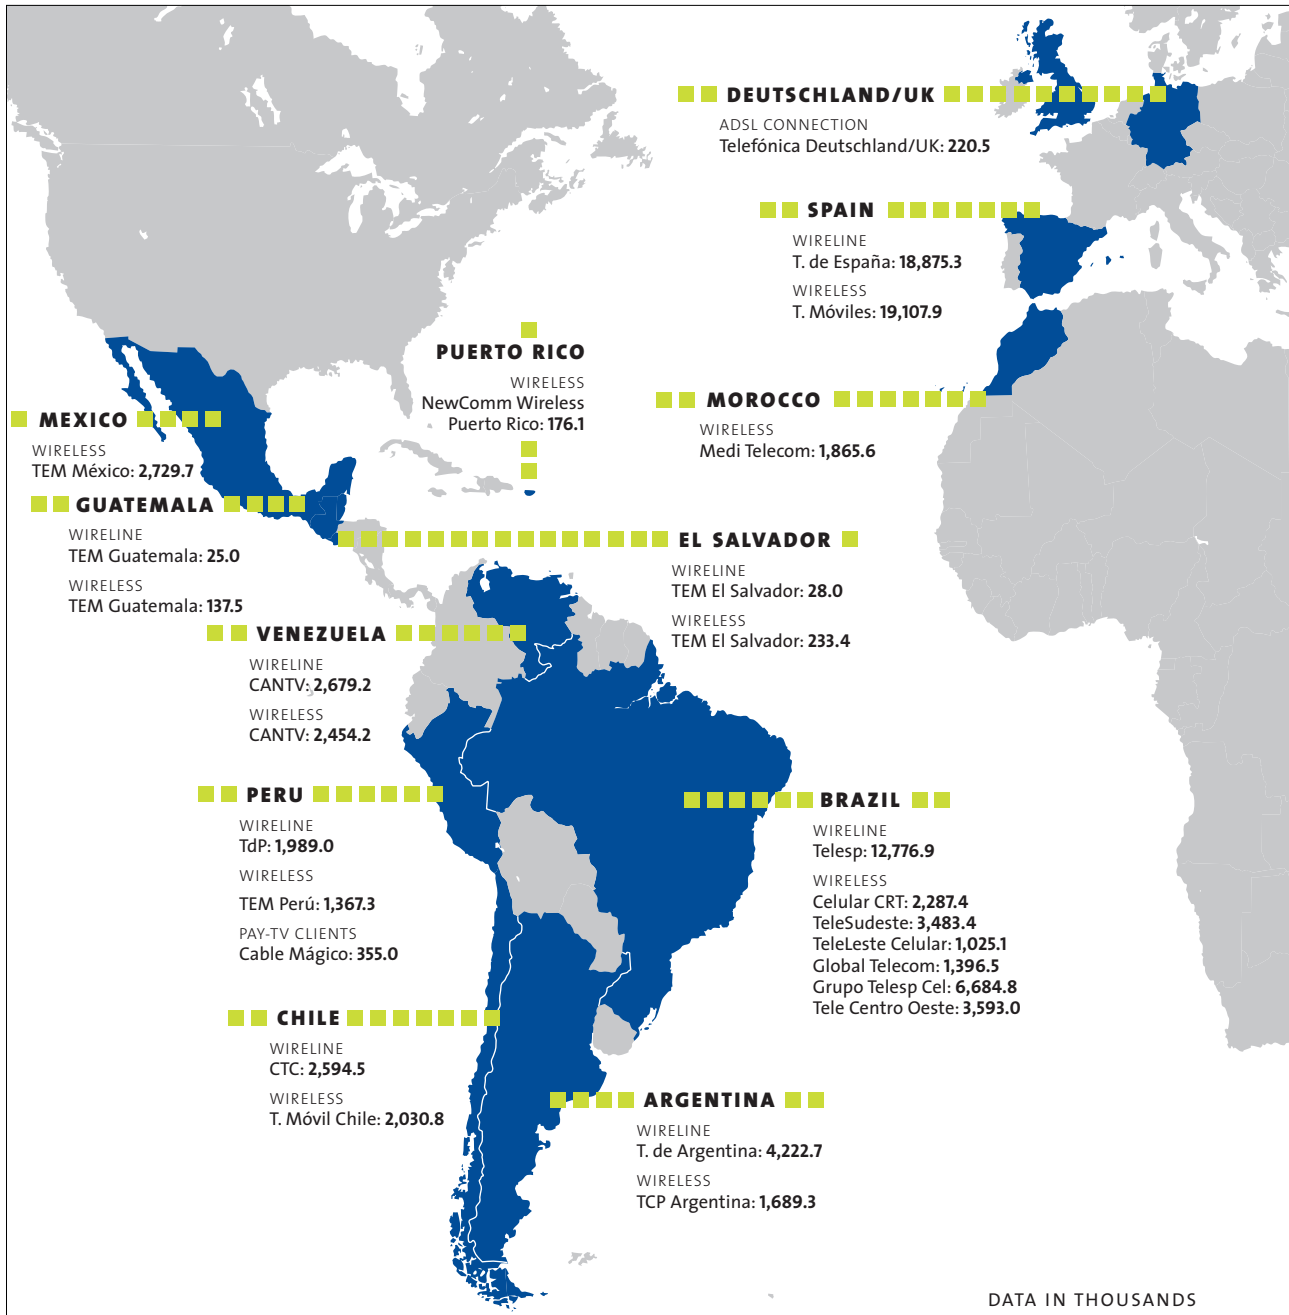 DEUTSCHLAND/UK
ADSL CONNECTION
Telefónica Deutschland/UK: 220.5
SPAIN
WIRELINE
T. de España: 18,875.3
WIRELESS
T. Móviles: 19,107.9
PUERTO RICO
WIRELESS
NewComm Wireless
Puerto Rico: 176.1
MOROCCO
WIRELESS
Medi Telecom: 1,865.6
MEXICO
WIRELESS
TEM México: 2,729.7
GUATEMALA
WIRELINE
TEM Guatemala: 25.0
WIRELESS
TEM Guatemala: 137.5
EL SALVADOR
WIRELINE
TEM El Salvador: 28.0
WIRELESS
TEM El Salvador: 233.4
VENEZUELA
WIRELINE
CANTV: 2,679.2
WIRELESS
CANTV: 2,454.2
PERU
WIRELINE
TdP: 1,989.0
WIRELESS
TEM Perú: 1,367.3
PAY-TV CLIENTS
Cable Mágico: 355.0
BRAZIL
WIRELINE
Telesp: 12,776.9
WIRELESS
Celular CRT: 2,287.4
TeleSudeste: 3,483.4
TeleLeste Celular: 1,025.1
Global Telecom: 1,396.5
Grupo Telesp Cel: 6,684.8
Tele Centro Oeste: 3,593.0
CHILE
WIRELINE
CTC: 2,594.5
WIRELESS
T. Móvil Chile: 2,030.8
ARGENTINA
WIRELINE
T. de Argentina: 4,222.7
WIRELESS
TCP Argentina: 1,689.3
DATA IN THOUSANDS